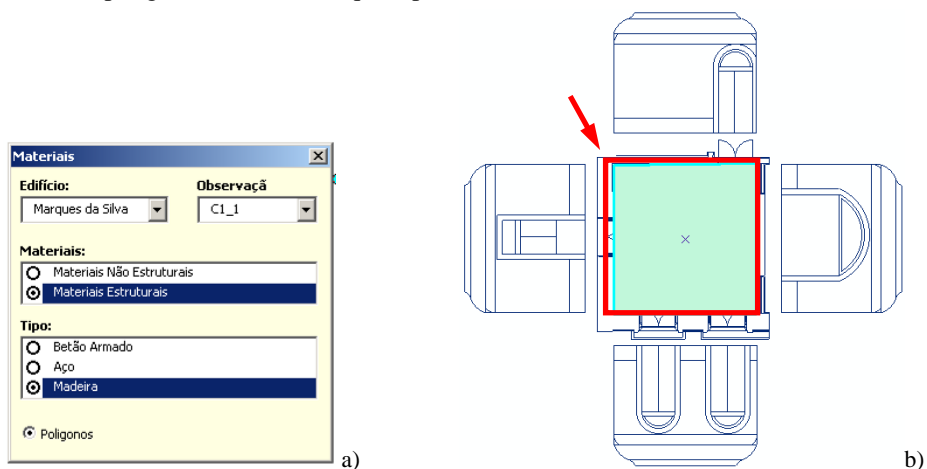 Materiais
Edifício: Observaçã
Marques da Silva C1_1
Materiais:
Materiais Não Estruturais
Materiais Estruturais
Tipo:
Betão Armado
Aço
Madeira
Poligonos
a) b)